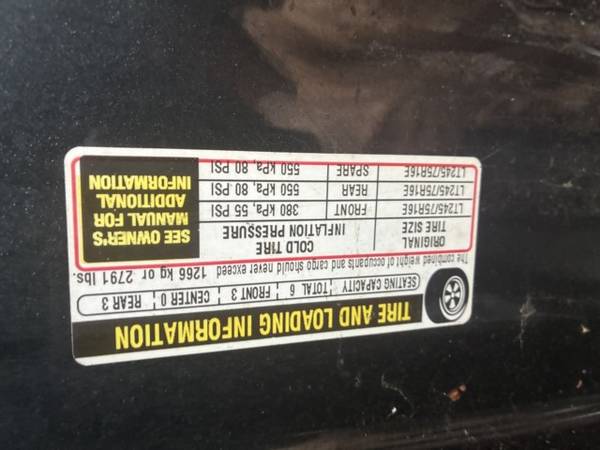 TIRE AND LOADING INFORMATION
SEATING CAPACITY TOTAL 6 FRONT 3 CENTER 0 REAR 3
The combined weight of occupants and cargo should never exceed 1266 kg or 2791 lbs.
ORIGINAL TIRE SIZE COLD TIRE INFLATION PRESSURE
LT245/75R16E FRONT 380 kPa, 55 PSI
LT245/75R16E REAR 550 kPa, 80 PSI
LT245/75R16E SPARE 550 kPa, 80 PSI
SEE OWNER'S
MANUAL FOR
ADDITIONAL
INFORMATION